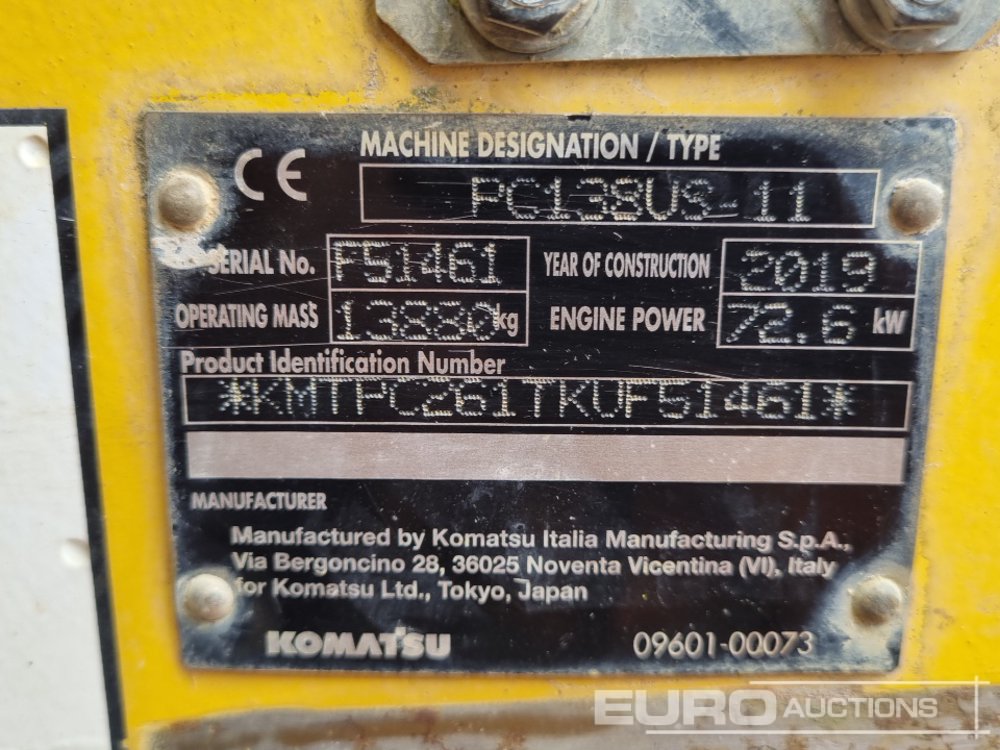 CE
MACHINE DESIGNATION / TYPE
PC138US-11
SERIAL No. F51461 YEAR OF CONSTRUCTION 2019
OPERATING MASS 13880 kg ENGINE POWER 72.6 kW
Product Identification Number
*KMTPC261TKUF51461*
MANUFACTURER
Manufactured by Komatsu Italia Manufacturing S.p.A.,
Via Bergoncino 28, 36025 Noventa Vicentina (VI), Italy
for Komatsu Ltd., Tokyo, Japan
KOMATSU 09601-00073
EURO AUCTIONS